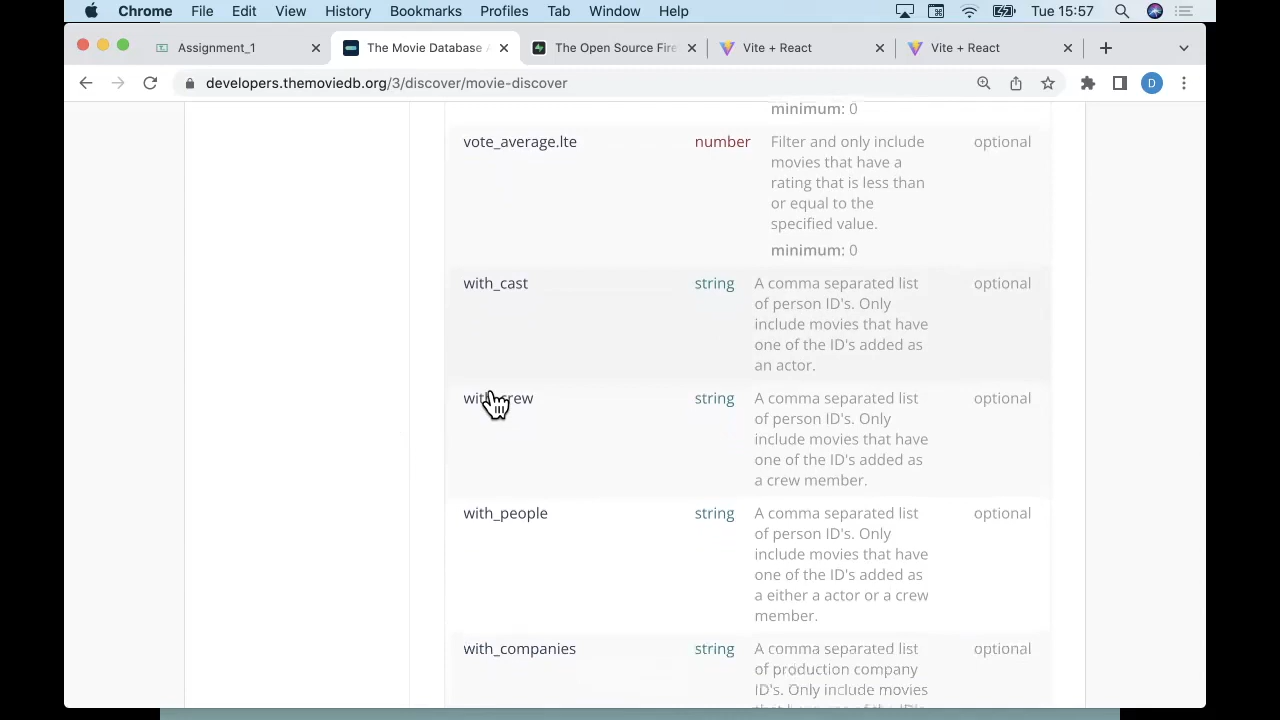 Chrome File Edit View History Bookmarks Profiles Tab Window Help Tue 15:57
Assignment_1 The Movie Database The Open Source Fire Vite + React Vite + React
developers.themoviedb.org/3/discover/movie-discover D
minimum: 0
vote_average.lte number Filter and only include optional
movies that have a
rating that is less than
or equal to the
specified value.
minimum: 0
with_cast string A comma separated list optional
of person ID's. Only
include movies that have
one of the ID's added as
an actor.
with_crew string A comma separated list optional
of person ID's. Only
include movies that have
one of the ID's added as
a crew member.
with_people string A comma separated list optional
of person ID's. Only
include movies that have
one of the ID's added as
a either a actor or a crew
member.
with_companies string A comma separated list optional
of production company
ID's. Only include movies